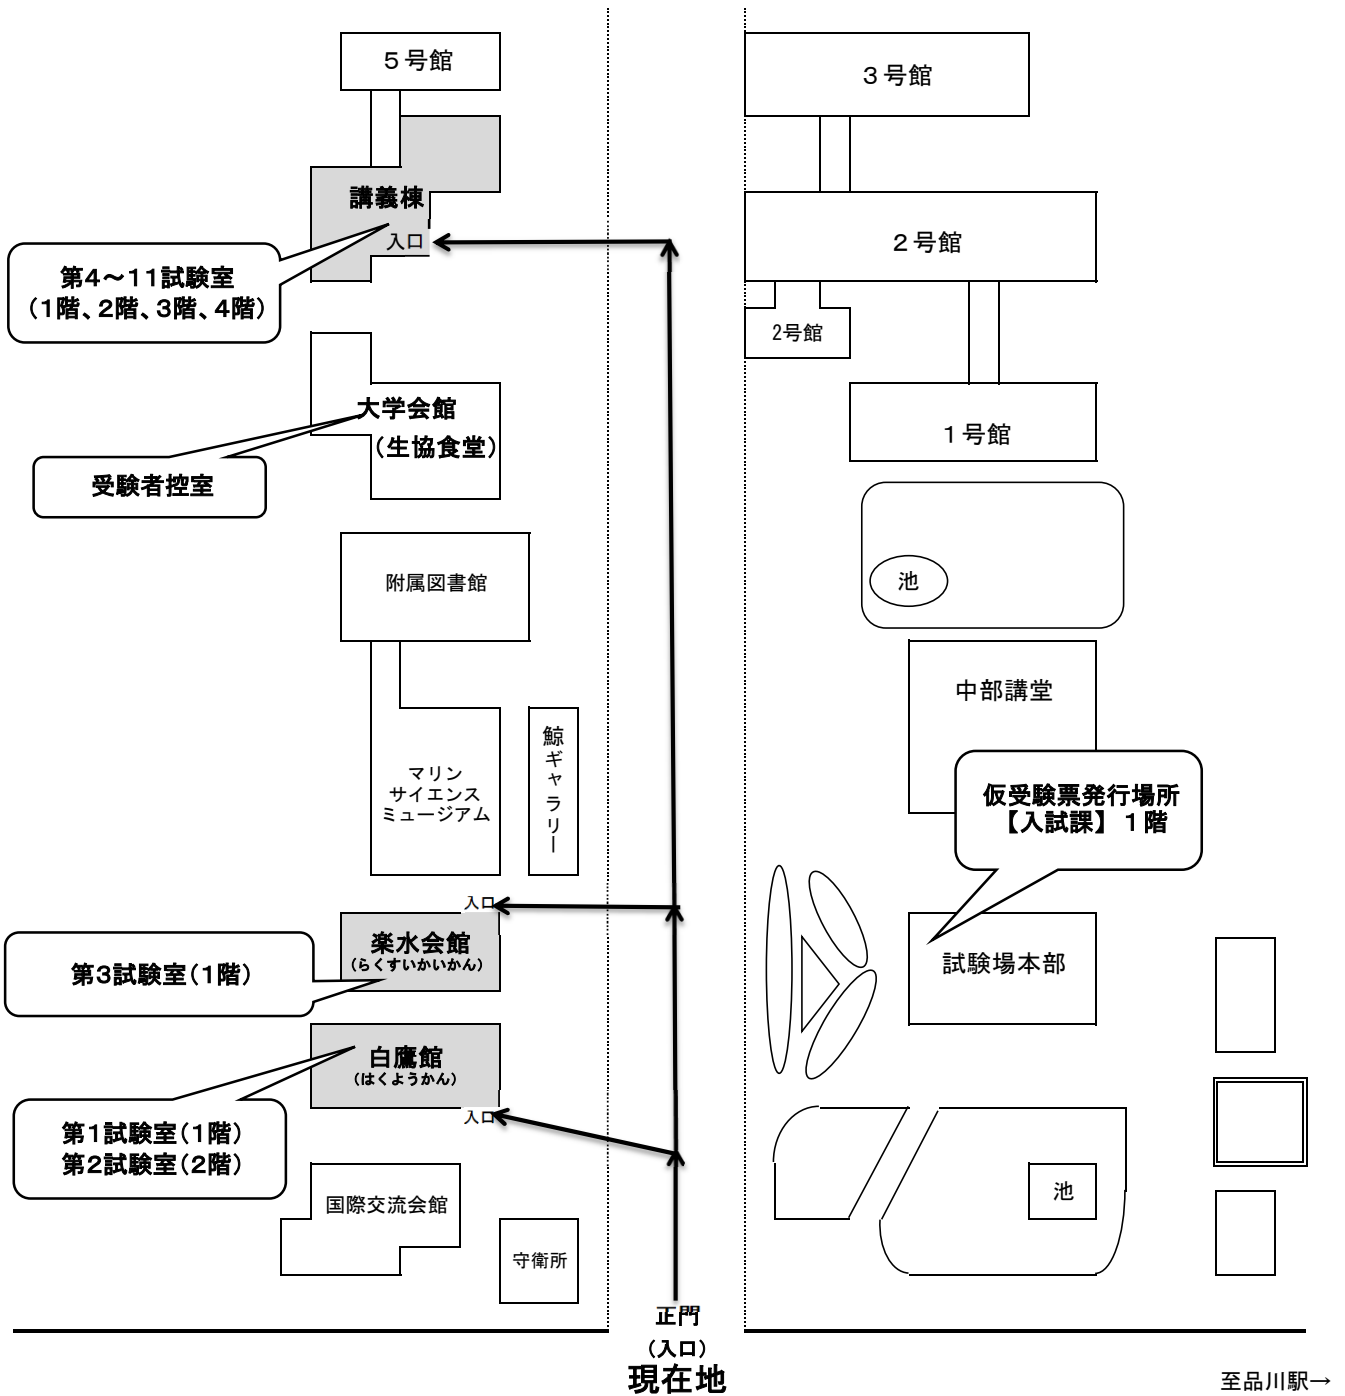 ５号館
３号館
講義棟
入口
２号館
第4～11試験室
（1階、2階、3階、4階）
2号館
大学会館
（生協食堂）
１号館
受験者控室
附属図書館
池
中部講堂
鯨ギャラリー
マリン
サイエンス
ミュージアム
仮受験票発行場所
【入試課】１階
入口
楽水会館
（らくすいかいかん）
第3試験室（1階）
試験場本部
白鷹館
（はくようかん）
入口
第1試験室（1階）
第2試験室（2階）
国際交流会館
池
守衛所
正門
（入口）
現在地
至品川駅→